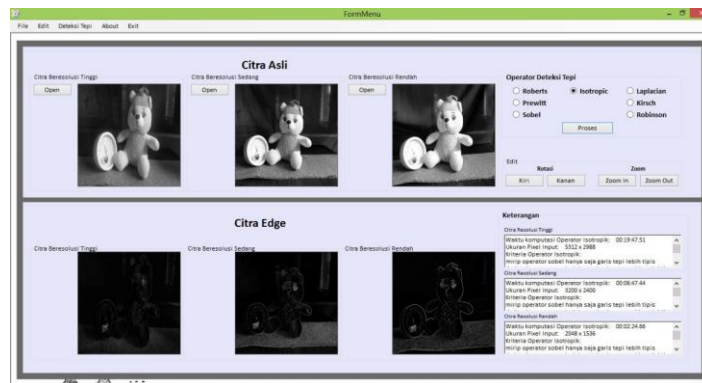 FormMenu
File Edit Deteksi Tepi About Exit
Citra Asli
Citra Beresolusi Tinggi Citra Beresolusi Sedang Citra Beresolusi Rendah
Open Open Open
Operator Deteksi Tepi
Roberts Isotropic Laplacian
Prewitt Kirsch
Sobel Robinson
Proses
Edit
Rotasi Zoom
Kiri Kanan Zoom In Zoom Out
Citra Edge
Citra Beresolusi Tinggi Citra Beresolusi Sedang Citra Beresolusi Rendah
Keterangan
Citra Resolusi Tinggi
Waktu komputasi Operator Isotropik: 00:19:47.51
Ukuran Pixel Input: 5312 x 2988
Kriteria Operator Isotropik:
mirip operator sobel hanya saja garis tepi lebih tipis
Citra Resolusi Sedang
Waktu komputasi Operator Isotropik: 00:06:47.44
Ukuran Pixel Input: 3200 x 2400
Kriteria Operator Isotropik:
mirip operator sobel hanya saja garis tepi lebih tipis
Citra Resolusi Rendah
Waktu komputasi Operator Isotropik: 00:02:24.66
Ukuran Pixel Input: 2048 x 1536
Kriteria Operator Isotropik:
mirip operator sobel hanya saja garis tepi lebih tipis